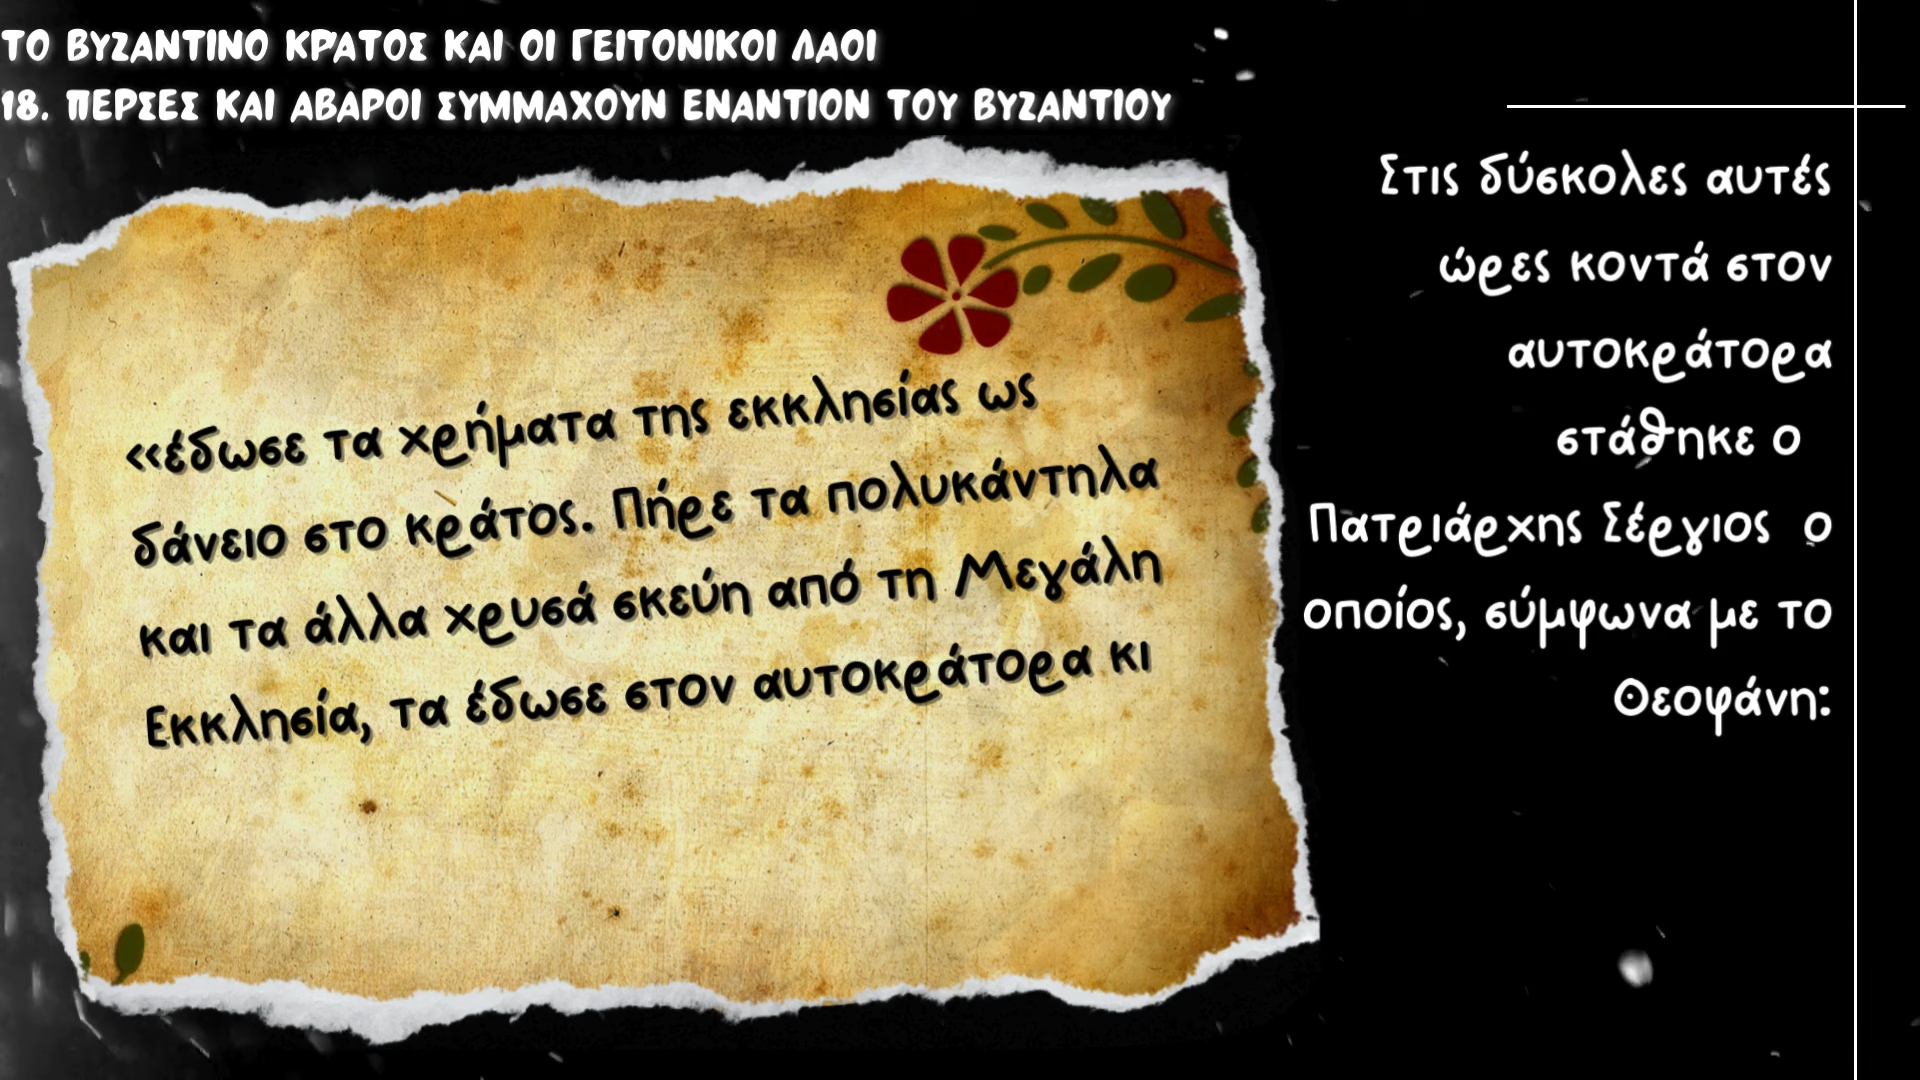 ΤΟ ΒΥΖΑΝΤΙΝΟ ΚΡΑΤΟΣ ΚΑΙ ΟΙ ΓΕΙΤΟΝΙΚΟΙ ΛΑΟΙ
18. ΠΕΡΣΕΣ ΚΑΙ ΑΒΑΡΟΙ ΣΥΜΜΑΧΟΥΝ ΕΝΑΝΤΙΟΝ ΤΟΥ ΒΥΖΑΝΤΙΟΥ
Στις δύσκολες αυτές
ώρες κοντά στον
αυτοκράτορα
στάθηκε ο
Πατριάρχης Σέργιος ο
οποίος, σύμφωνα με το
Θεοφάνη:
<<έδωσε τα χρήματα της εκκλησίας ως
δάνειο στο κράτος. Πήρε τα πολυκάντηλα
και τα άλλα χρυσά σκεύη από τη Μεγάλη
Εκκλησία, τα έδωσε στον αυτοκράτορα κι